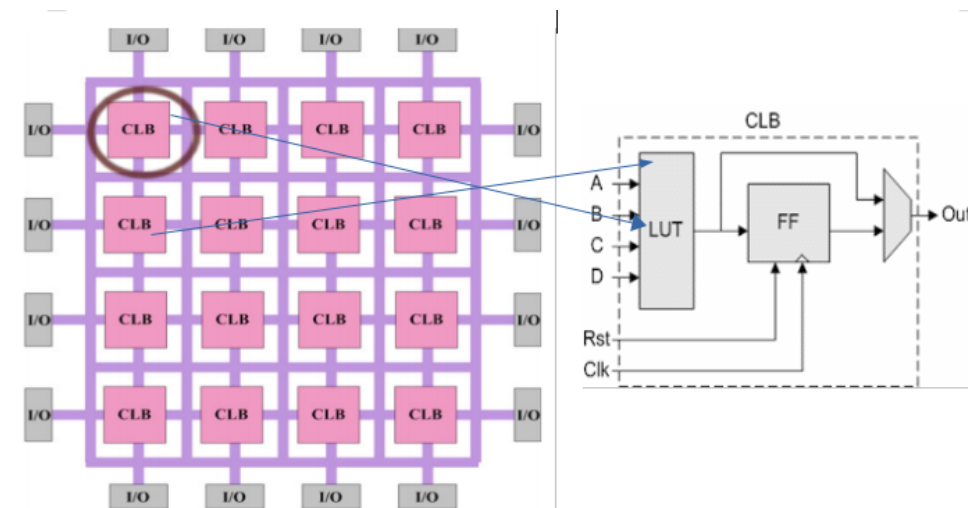 I/O I/O I/O I/O
I/O CLB CLB CLB CLB I/O
I/O CLB CLB CLB CLB I/O
I/O CLB CLB CLB CLB I/O
I/O CLB CLB CLB CLB I/O
I/O I/O I/O I/O
CLB
A
B
C
D
LUT
FF
Out
Rst
Clk